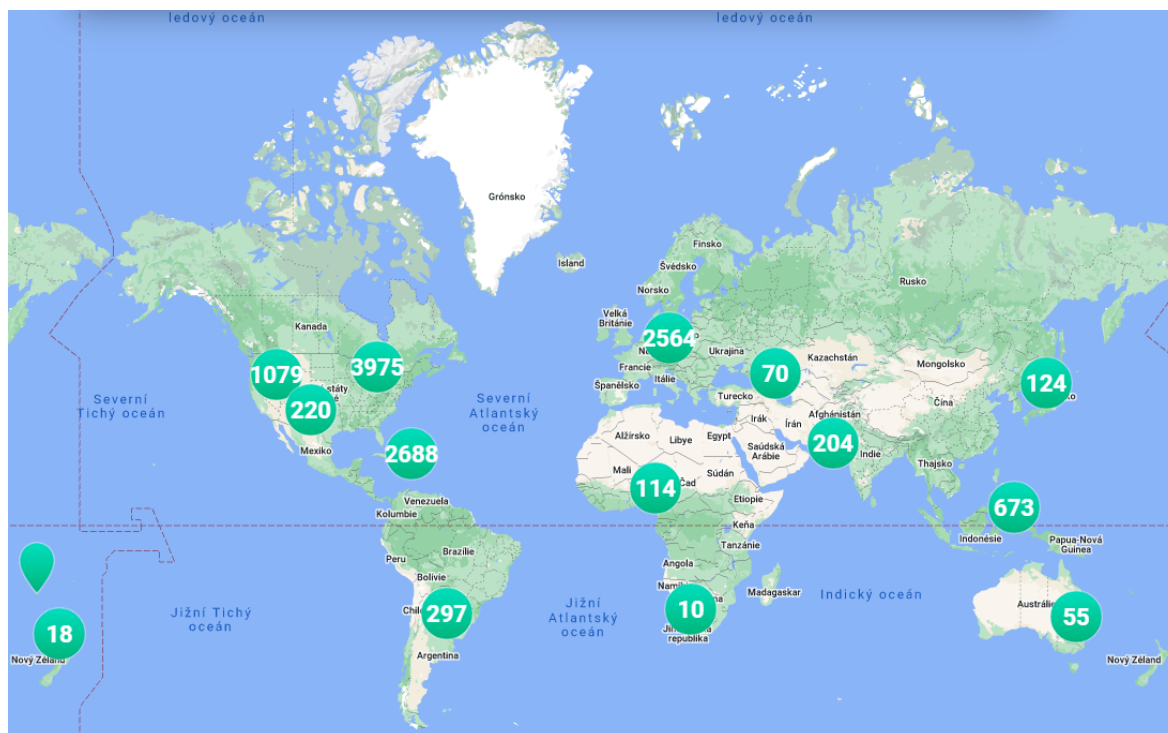 ledový oceán
ledový oceán
Grónsko
Island
Finsko
Švédsko
Norsko
Rusko
Velká
Británie
Kanada
2564
Ukrajina
Kazachstán
Mongolsko
Francie
1079
3975
70
124
Itálie
Španělsko
Turecko
Čína
220
státy
Severní
Tichý oceán
Severní
Atlantský
oceán
Irák
Írán
Afghánistán
Alžírsko
Libye
Egypt
Saúdská
Arábie
204
Indie
Mexiko
2688
Mali
114
Čad
Súdán
Thajsko
Venezuela
Kolumbie
Etiopie
673
Keňa
Indonésie
Papua-Nová
Guinea
Tanzánie
Brazílie
Peru
Angola
Bolívie
Madagaskar
Indický oceán
Jižní Tichý
oceán
297
Jižní
Atlantský
oceán
10
republika
Austrálie
55
18
Nový Zéland
Argentina
Nový Zéland